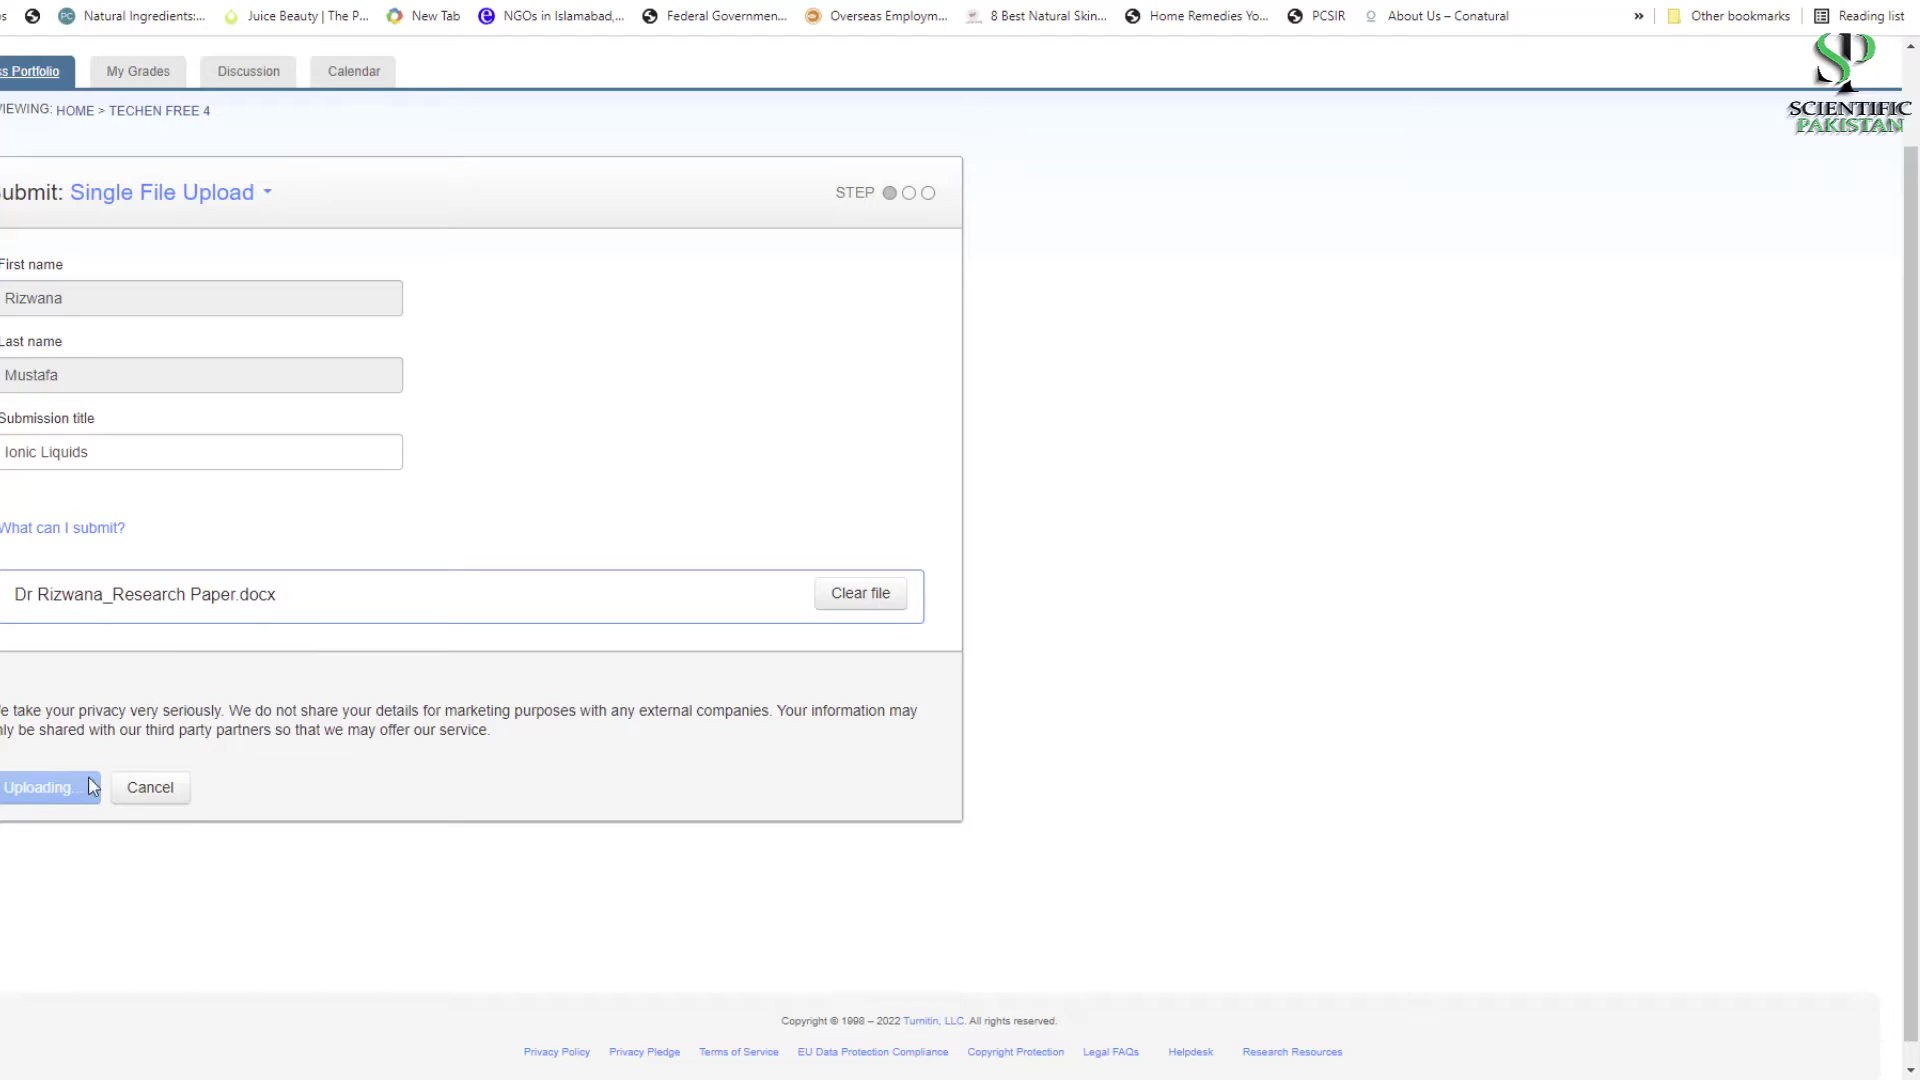 s
Natural Ingredients:...
Juice Beauty | The P...
New Tab
NGOs in Islamabad,...
Federal Governmen...
Overseas Employm...
8 Best Natural Skin...
Home Remedies Yo...
PCSIR
About Us – Conatural
»
Other bookmarks
Reading list
SP
SCIENTIFIC
PAKISTAN
ss Portfolio
My Grades
Discussion
Calendar
IEWING: HOME > TECHEN FREE 4
ubmit: Single File Upload
STEP
First name
Rizwana
Last name
Mustafa
Submission title
Ionic Liquids
What can I submit?
Dr Rizwana_Research Paper.docx
Clear file
e take your privacy very seriously. We do not share your details for marketing purposes with any external companies. Your information may
nly be shared with our third party partners so that we may offer our service.
Uploading...
Cancel
Copyright © 1998 – 2022 Turnitin, LLC. All rights reserved.
Privacy Policy
Privacy Pledge
Terms of Service
EU Data Protection Compliance
Copyright Protection
Legal FAQs
Helpdesk
Research Resources